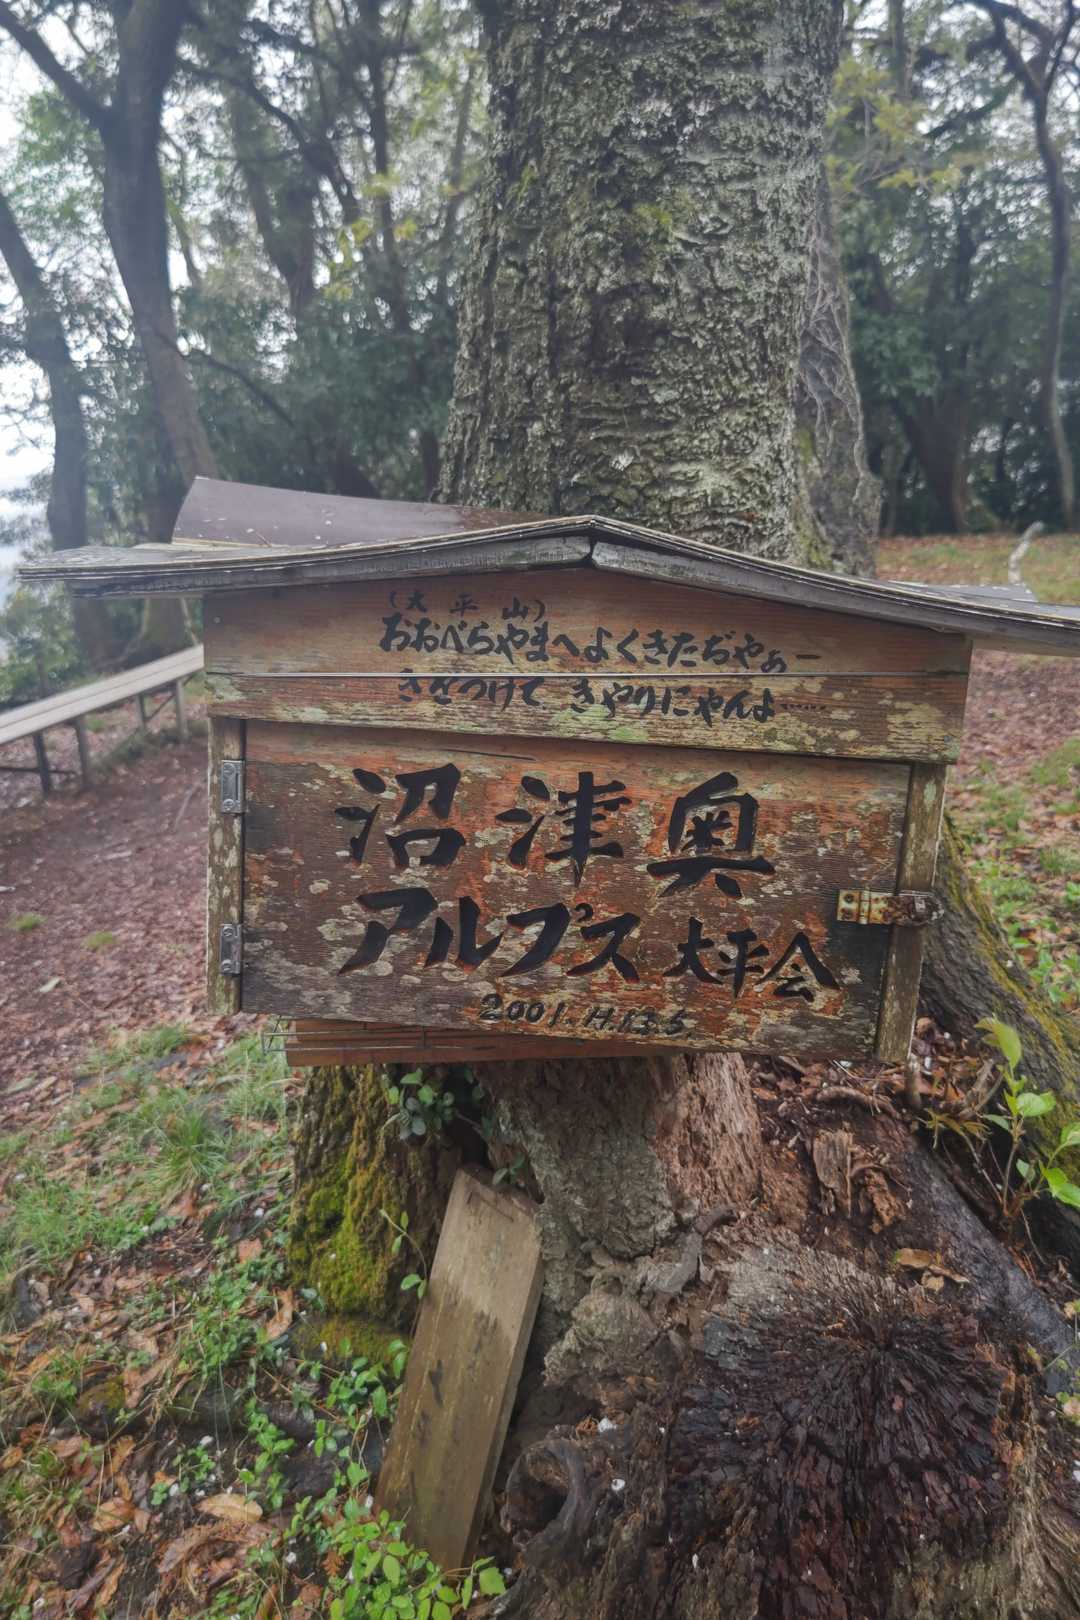 (大平山)
おおべらやまへよくきたぢゃぁー
きをつけて きやりにゃんよ……
沼津奥
アルプス 大平会
2001.H.13.5